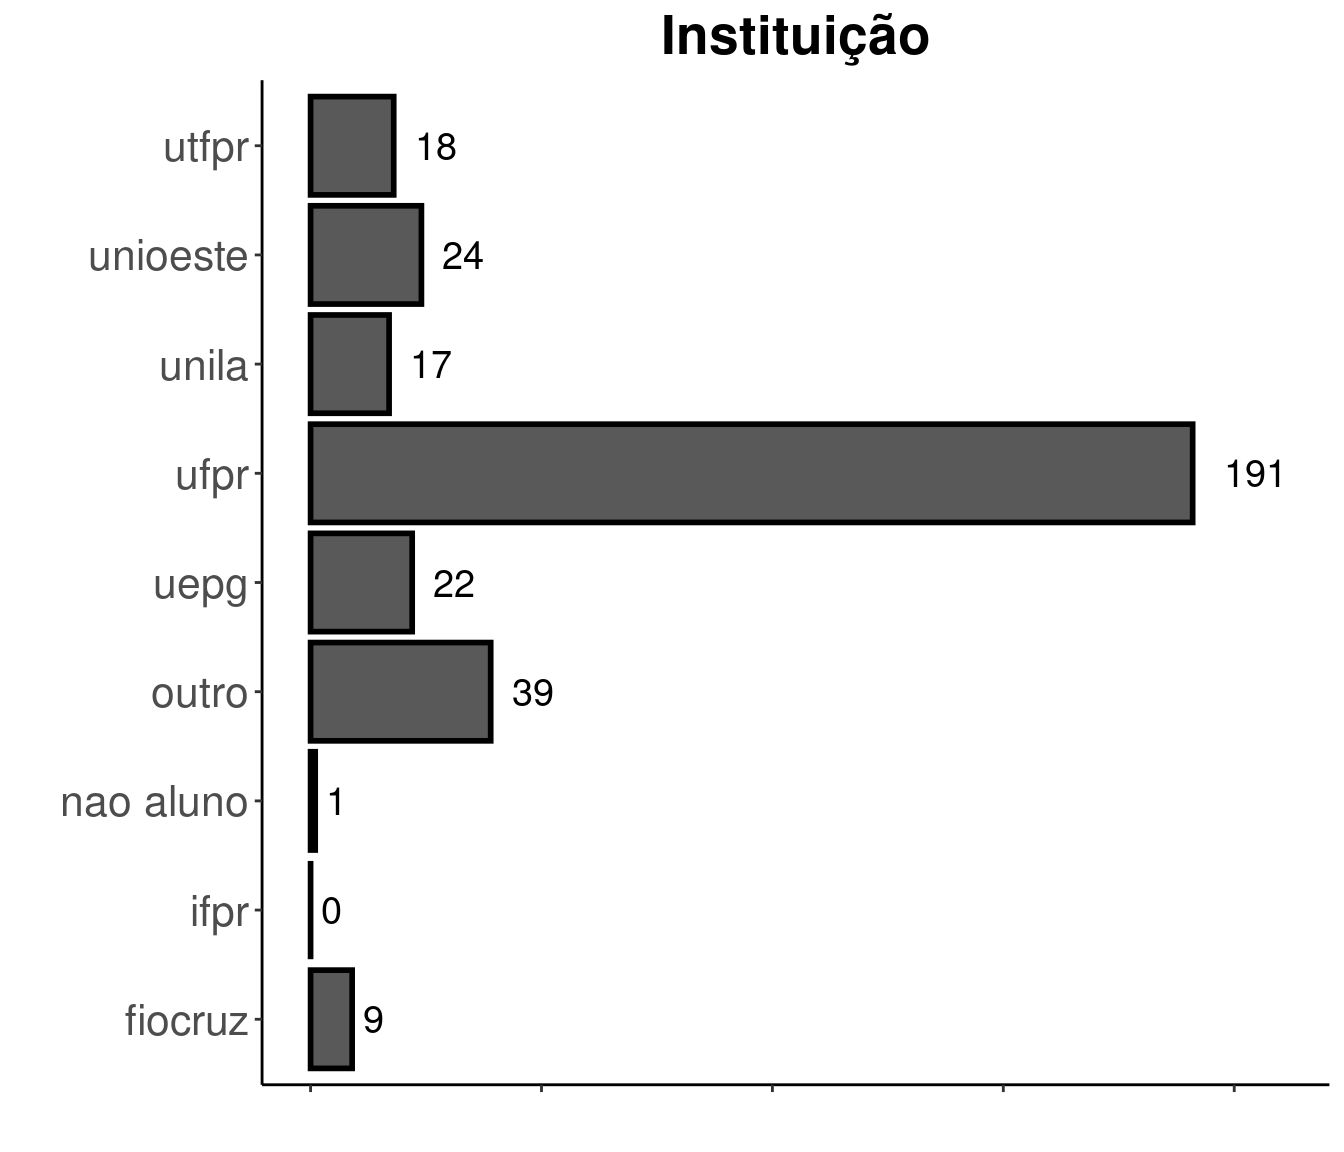 Instituição
utfpr 18
unioeste 24
unila 17
ufpr 191
uepg 22
outro 39
nao aluno 1
ifpr 0
fiocruz 9